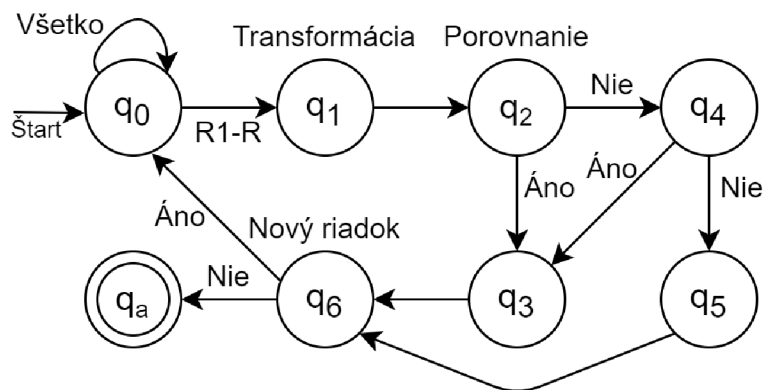 Všetko
Transformácia
Porovnanie
Štart
q0
R1-R
q1
q2
Nie
q4
Áno
Áno
Nie
Áno
Nový riadok
qa
Nie
q6
q3
q5